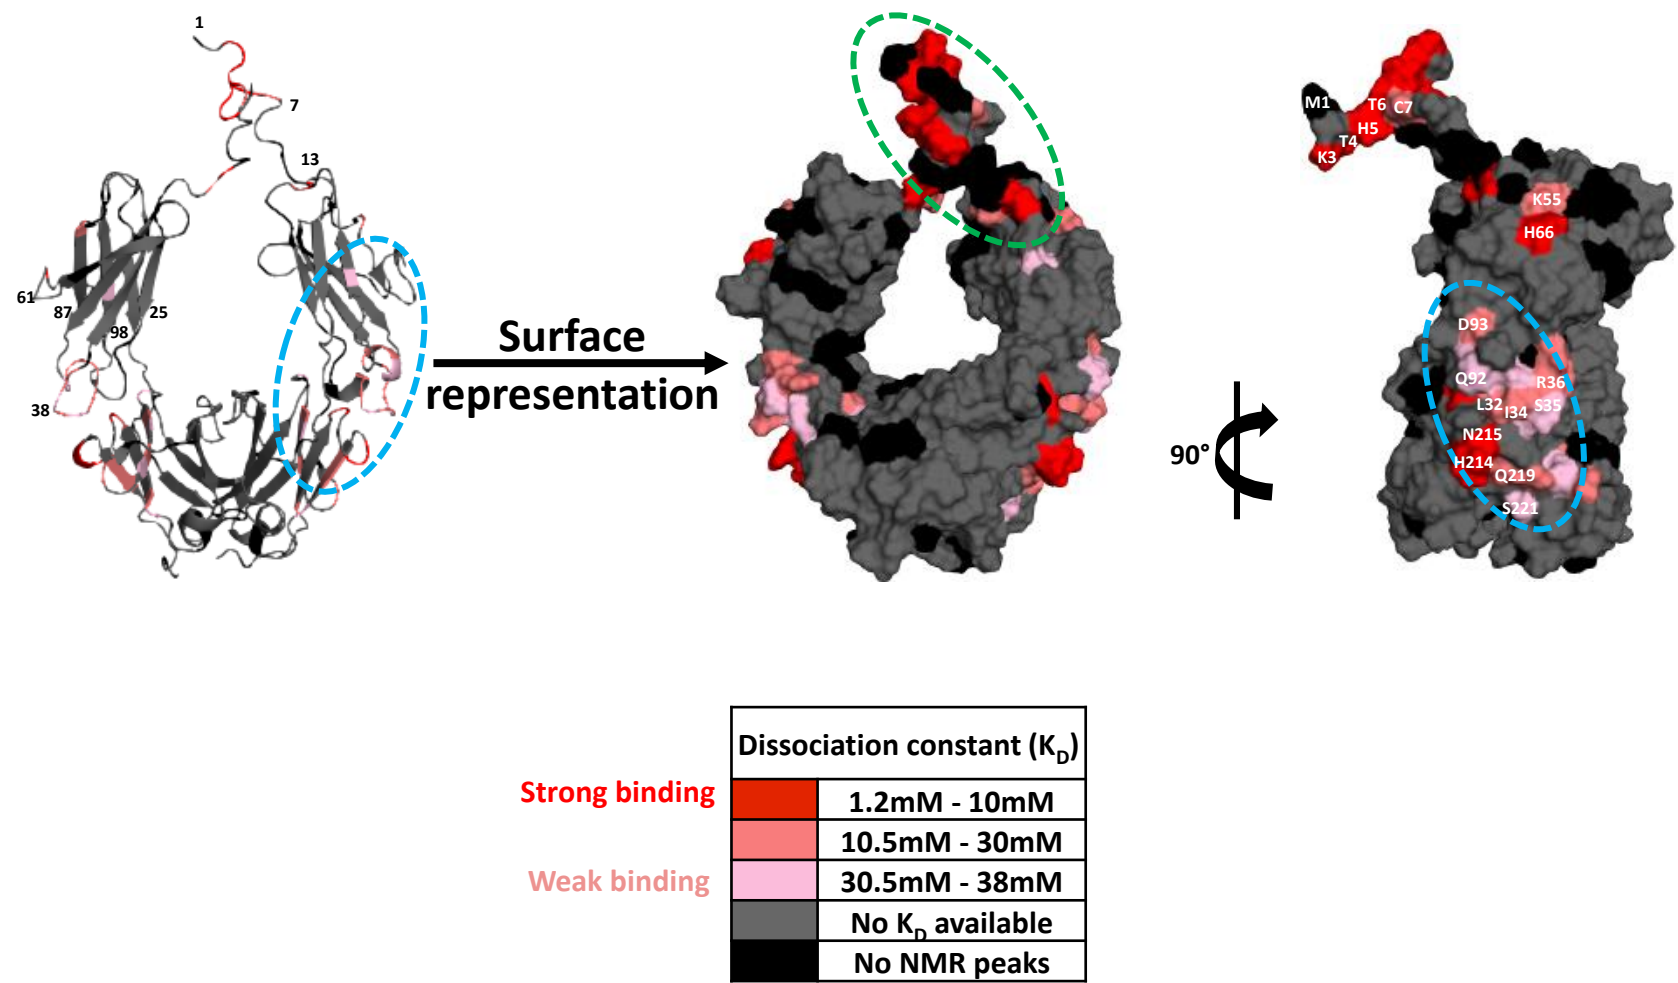 1
7
13
61
87
98
25
38
Surface
representation
90°
M1
T6
C7
H5
T4
K3
K55
H66
D93
Q92
R36
L32
I34
S35
N215
H214
Q219
S221
Dissociation constant (KD)
Strong binding
1.2mM - 10mM
10.5mM - 30mM
Weak binding
30.5mM - 38mM
No KD available
No NMR peaks